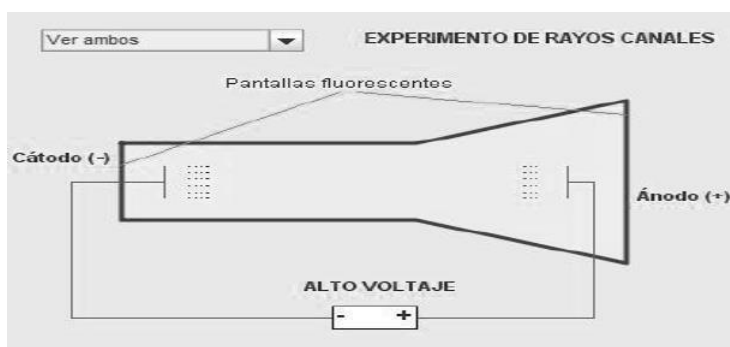 Ver ambos
EXPERIMENTO DE RAYOS CANALES
Pantallas fluorescentes
Cátodo (-)
Ánodo (+)
ALTO VOLTAJE
- +